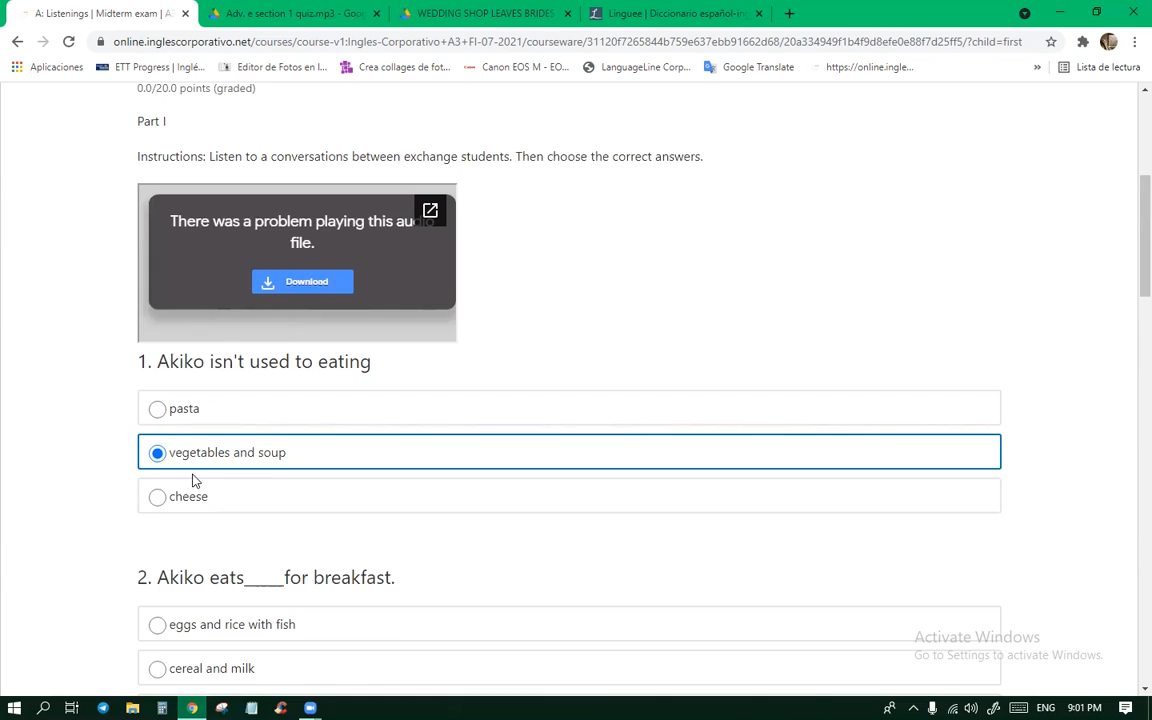 A: Listenings | Midterm exam | A3
Adv. e section 1 quiz.mp3 - Goo
WEDDING SHOP LEAVES BRIDES
Linguee | Diccionario español-in
online.inglescorporativo.net/courses/course-v1:Ingles-Corporativo+A3+FI-07-2021/courseware/31120f7265844b759e637ebb91662d68/20a334949f1b4f9d8efe0e88f7d25ff5/?child=first
Aplicaciones
ETT Progress | Inglé...
Editor de Fotos en l...
Crea collages de fot...
Canon EOS M - EO...
LanguageLine Corp...
Google Translate
https://online.ingle...
»
Lista de lectura
0.0/20.0 points (graded)
Part I
Instructions: Listen to a conversations between exchange students. Then choose the correct answers.
There was a problem playing this audio
file.
Download
1. Akiko isn't used to eating
pasta
vegetables and soup
cheese
2. Akiko eats_____for breakfast.
eggs and rice with fish
cereal and milk
Activate Windows
Go to Settings to activate Windows.
ENG
9:01 PM